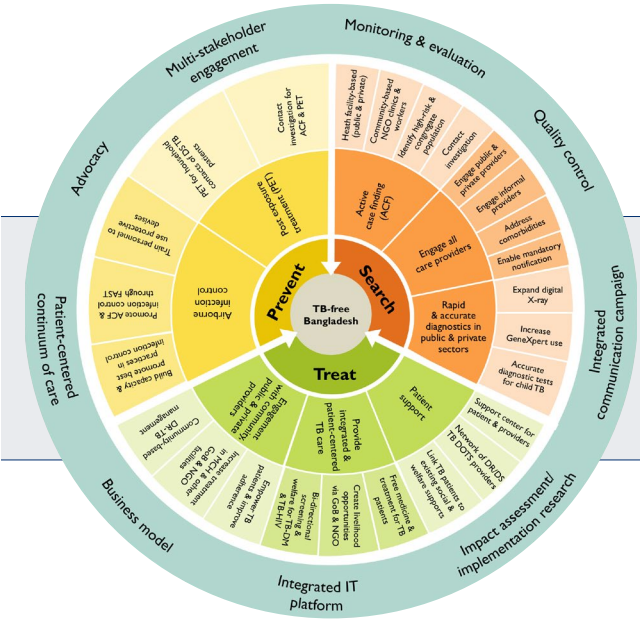 Monitoring & evaluation
Quality control
Integrated
communication campaign
Impact assessment/
implementation research
Integrated IT
platform
Business model
Patient-centered
continuum of care
Advocacy
Multi-stakeholder
engagement
TB-free
Bangladesh
Search
Active
case finding
(ACF)
Heath facility-based
(public & private)
Community-based
NGO clinics &
workers
Identify high-risk &
congregate
population
Contact
investigation
Engage all
care providers
Engage public &
private providers
Engage informal
providers
Address
comorbidities
Enable mandatory
notification
Rapid
& accurate
diagnostics in
public & private
sectors
Expand digital
X-ray
Increase
GeneXpert use
Accurate
diagnostic tests
for child TB
Treat
Patient
support
Support center for
patient & providers
Network of DR/DS
TB DOTS providers
Link TB patients to
existing social &
welfare supports
Free medicine &
treatment for TB
patients
Provide
integrated &
patient-centered
TB care
Create livelihood
opportunities
via GoB & NGO
Bi-directional
screening &
welfare for TB-DM
& TB-HIV
Engagement
with community,
public & private
providers
Empower TB
patients & improve
adherence
Increase treatment
in MCH & other
GoB & NGO
facilities
Community-based
DR-TB
management
Prevent
Airborne
infection
control
Build capacity &
promote best
practices in
infection control
Promote ACF &
infection control
through FAST
Train personnel to
use protective
devises
Post exposure
treatment (PET)
PET for household
contacts of DS TB
patients
Contact
investigation for
ACF & PET